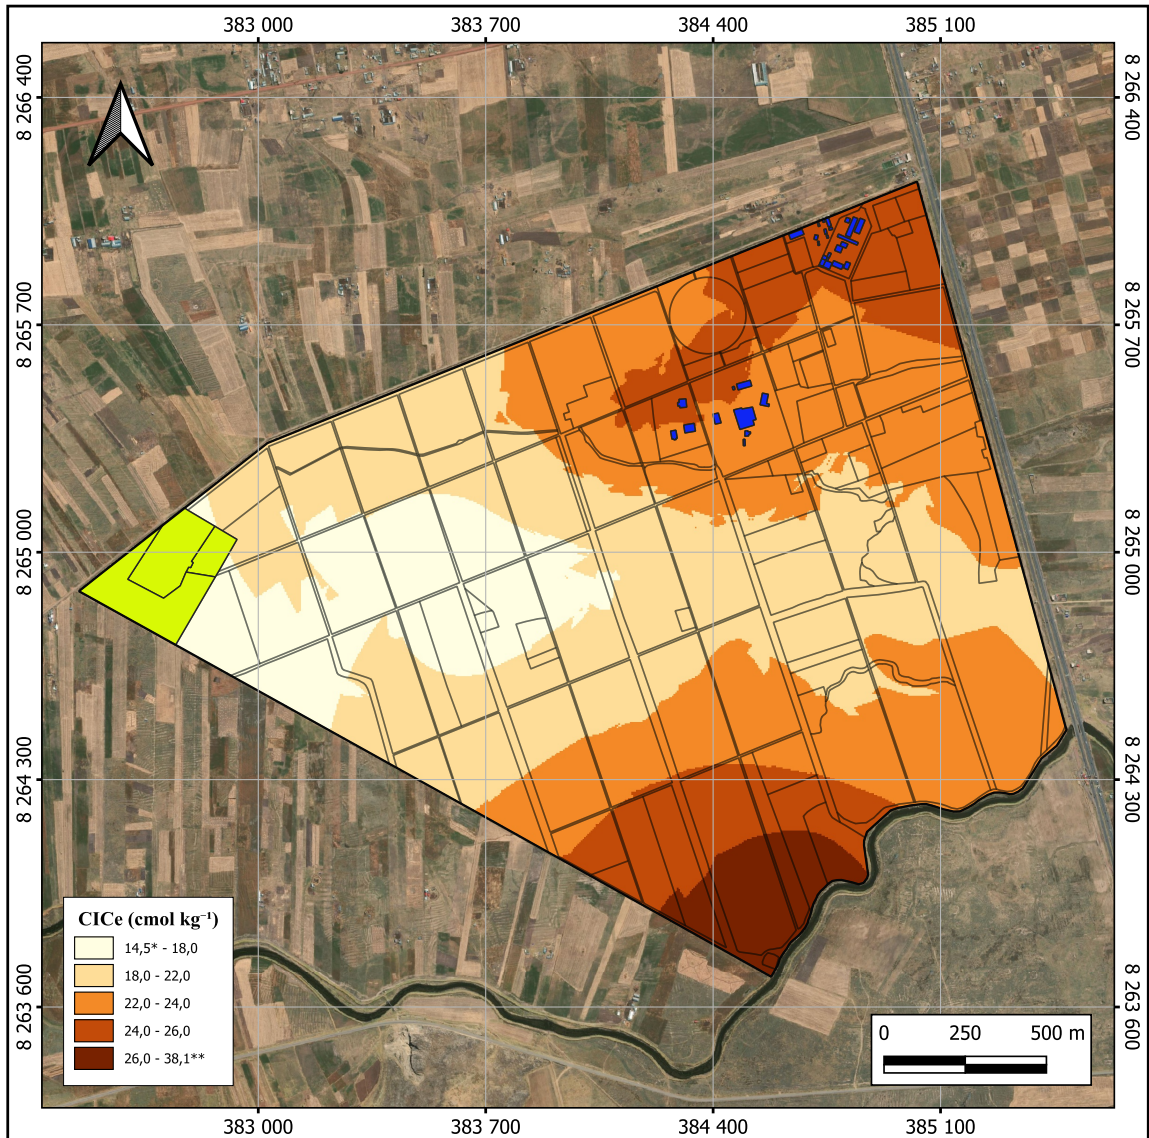 383 000 383 700 384 400 385 100
8 266 400 8 266 400
8 265 700 8 265 700
8 265 000 8 265 000
8 264 300 8 264 300
8 263 600 8 263 600
CICe (cmol kg⁻¹)
14,5* - 18,0
18,0 - 22,0
22,0 - 24,0
24,0 - 26,0
26,0 - 38,1**
0 250 500 m
383 000 383 700 384 400 385 100